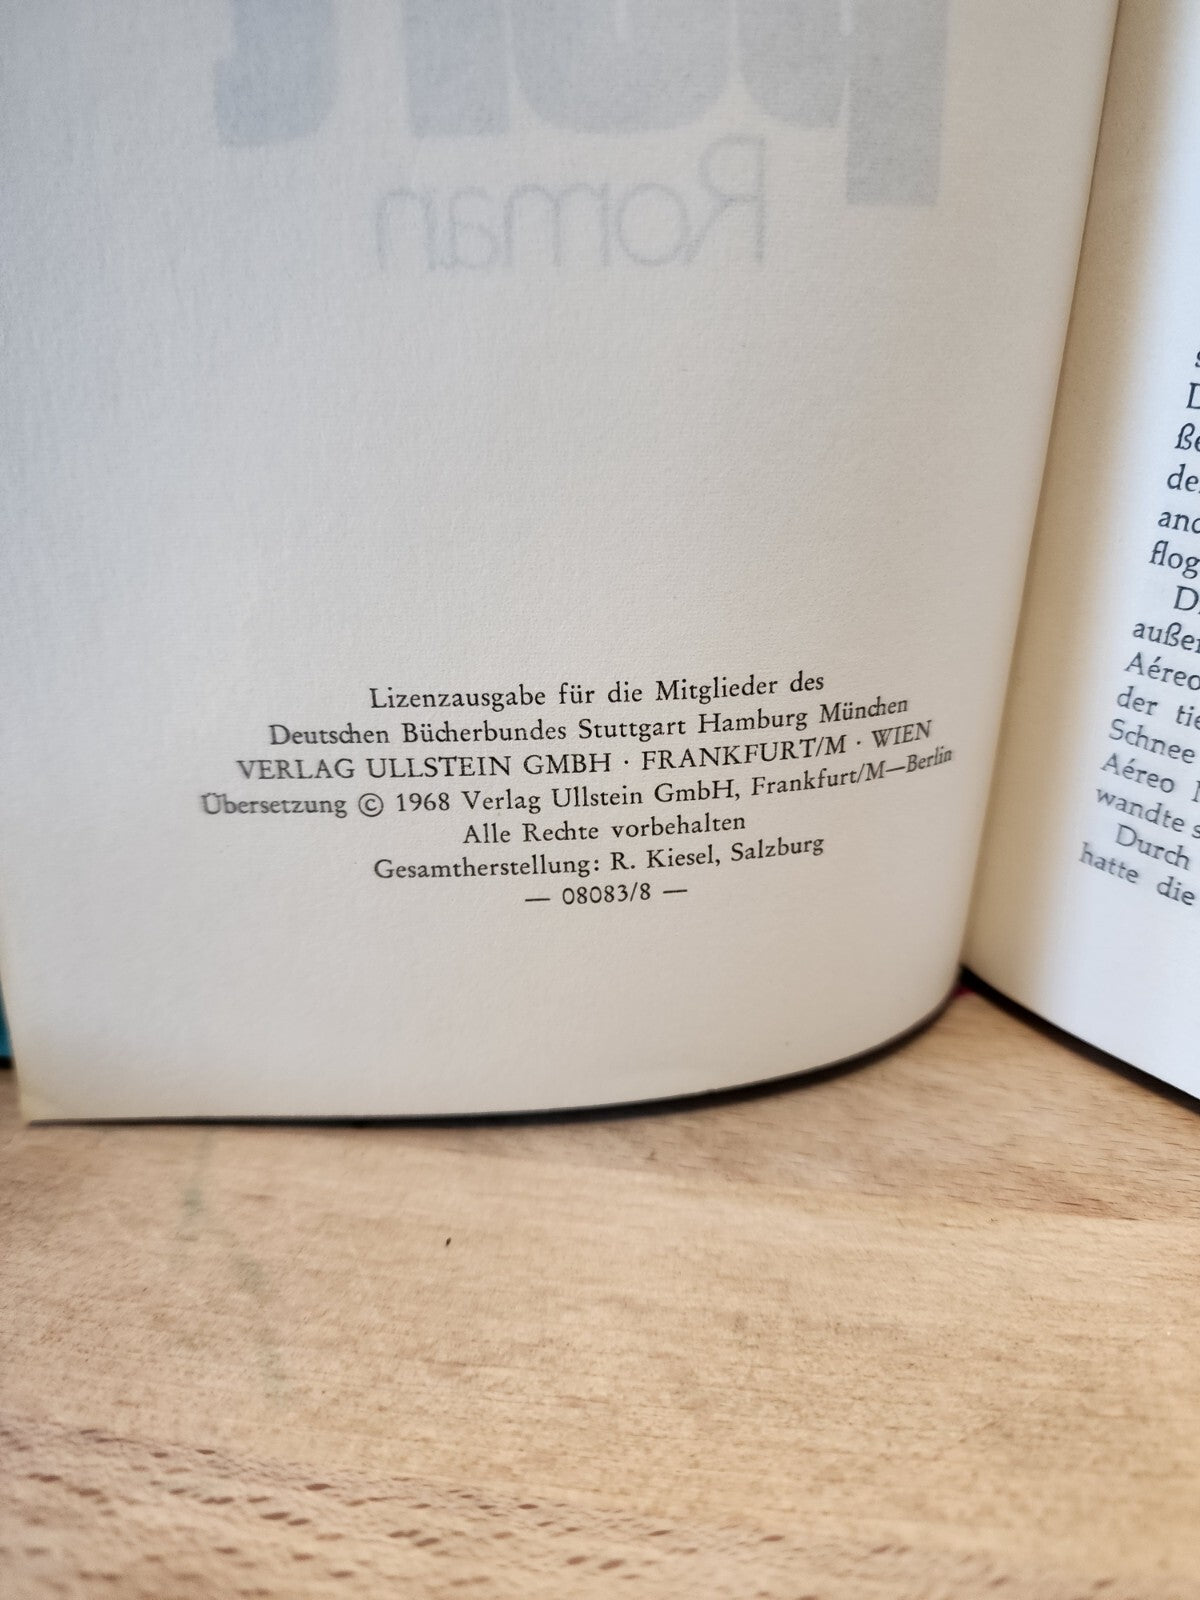 Roman
Lizenzausgabe für die Mitglieder des
Deutschen Bücherbundes Stuttgart Hamburg München
VERLAG ULLSTEIN GMBH · FRANKFURT/M · WIEN
Übersetzung © 1968 Verlag Ullstein GmbH, Frankfurt/M—Berlin
Alle Rechte vorbehalten
Gesamtherstellung: R. Kiesel, Salzburg
— 08083/8 —
flog
Aéreo
der
Schnee
Aéreo
wandte
Durch
hatte die